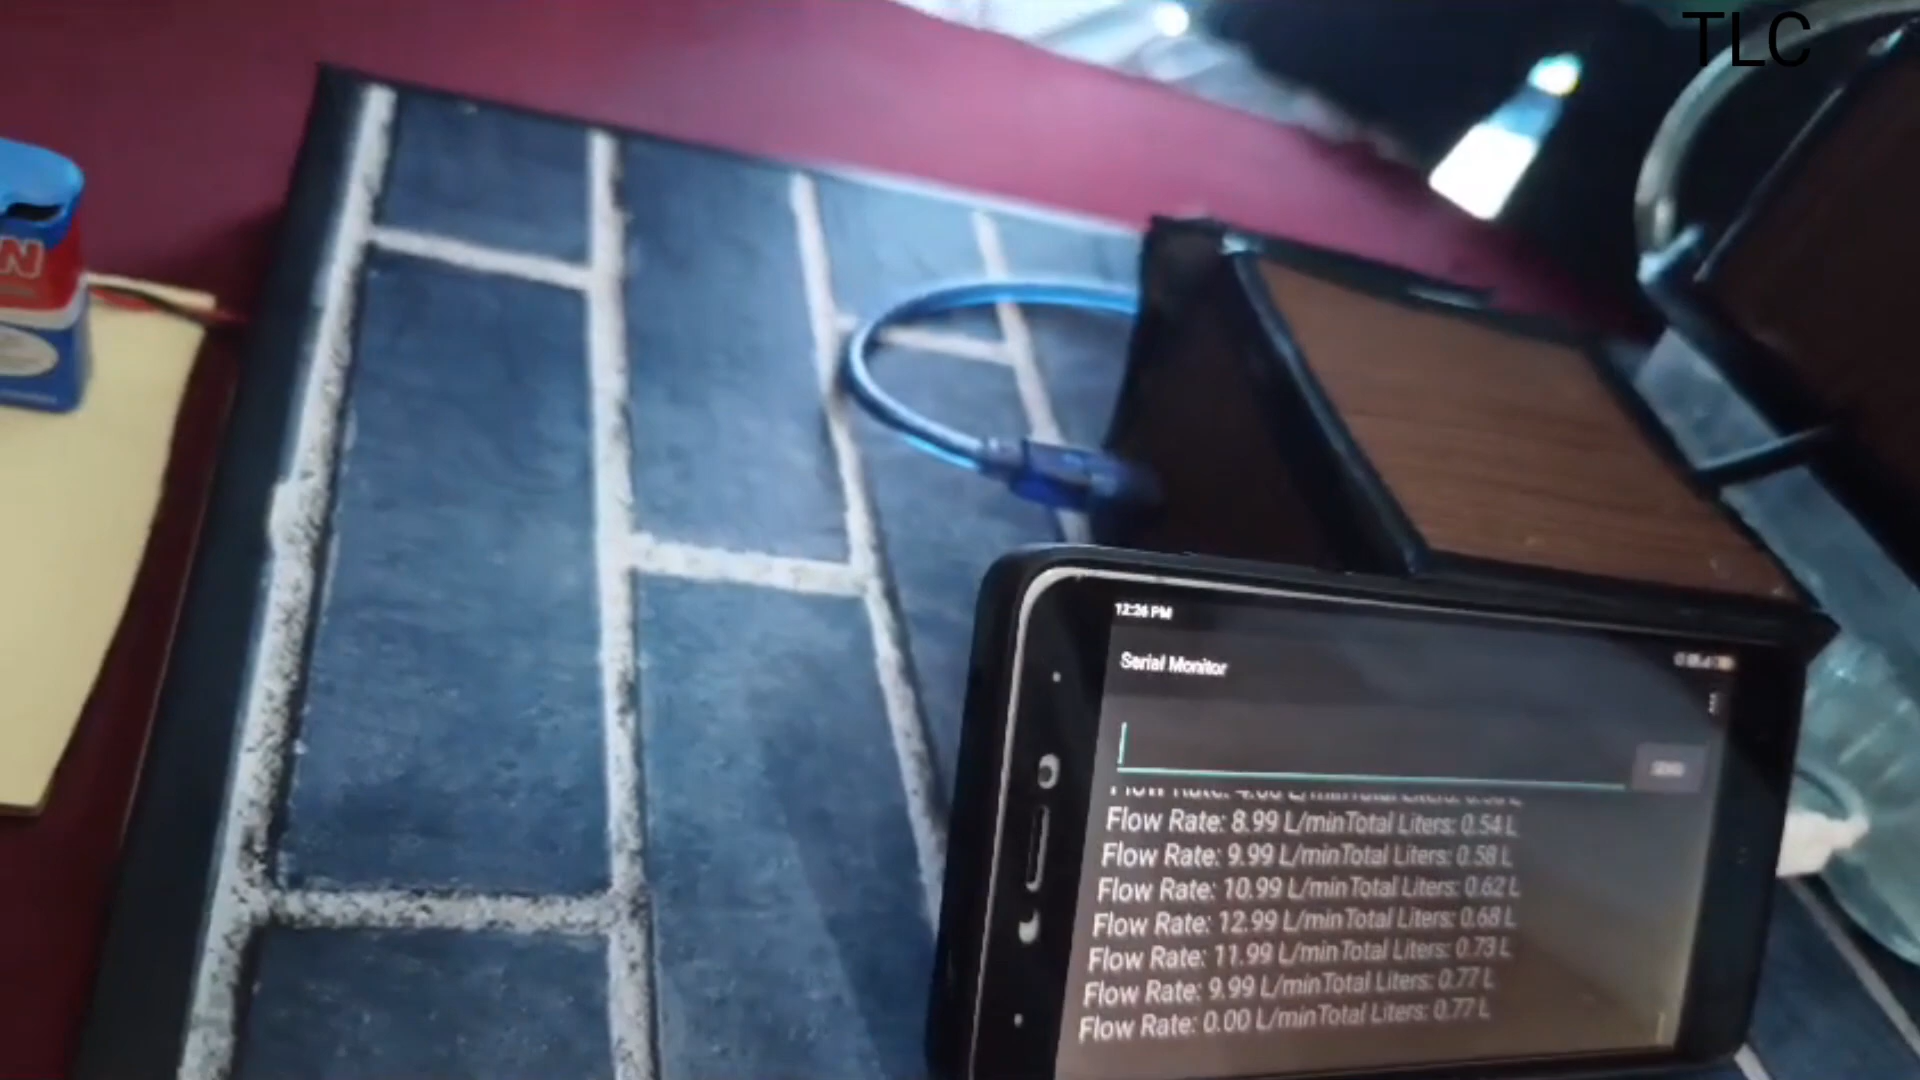 TLC
N
12:26 PM
Serial Monitor
Flow Rate: 8.99 L/minTotal Liters: 0.54 L
Flow Rate: 9.99 L/minTotal Liters: 0.58 L
Flow Rate: 10.99 L/minTotal Liters: 0.62 L
Flow Rate: 12.99 L/minTotal Liters: 0.68 L
Flow Rate: 11.99 L/minTotal Liters: 0.73 L
Flow Rate: 9.99 L/minTotal Liters: 0.77 L
Flow Rate: 0.00 L/minTotal Liters: 0.77 L